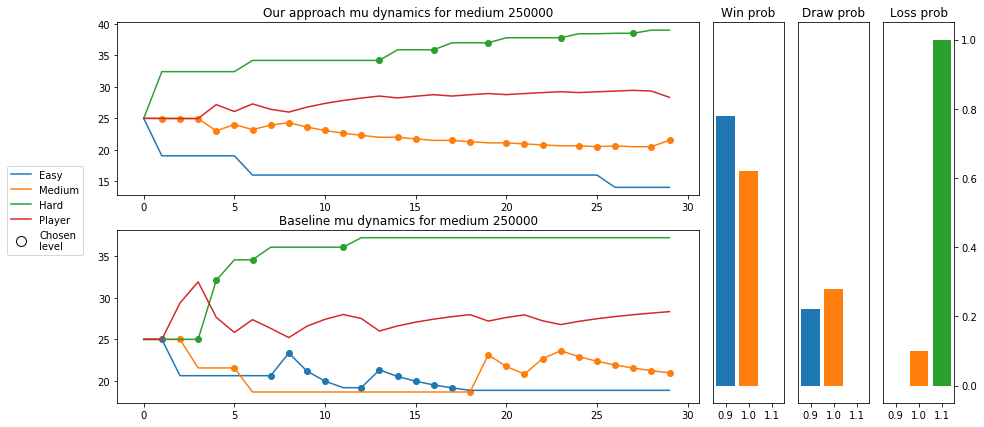 Our approach mu dynamics for medium 250000
40
35
30
25
20
15
0 5 10 15 20 25 30
Easy
Medium
Hard
Player
Chosen
level
Baseline mu dynamics for medium 250000
35
30
25
20
0 5 10 15 20 25 30
Win prob
0.9 1.0 1.1
Draw prob
0.9 1.0 1.1
Loss prob
1.0
0.8
0.6
0.4
0.2
0.0
0.9 1.0 1.1